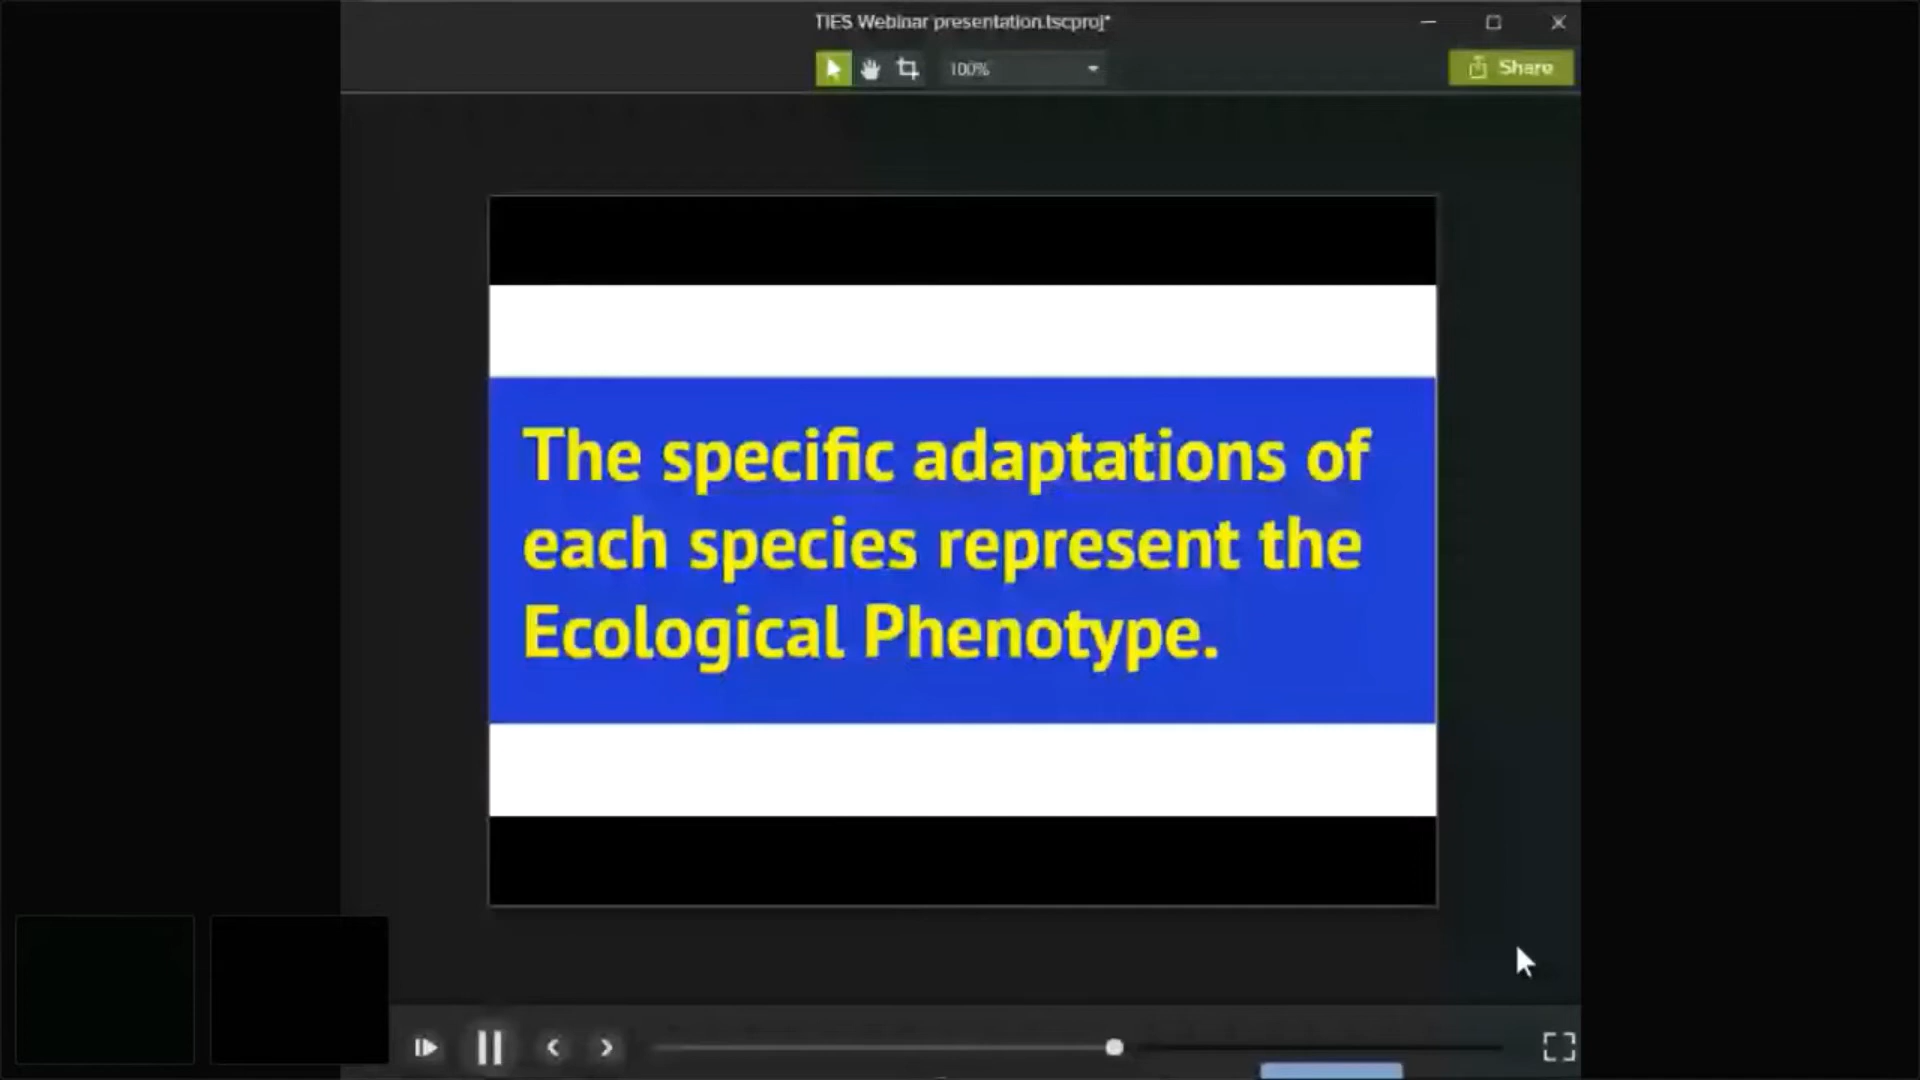 TIES Webinar presentation.tscproj*
100%
Share
The specific adaptations of
each species represent the
Ecological Phenotype.